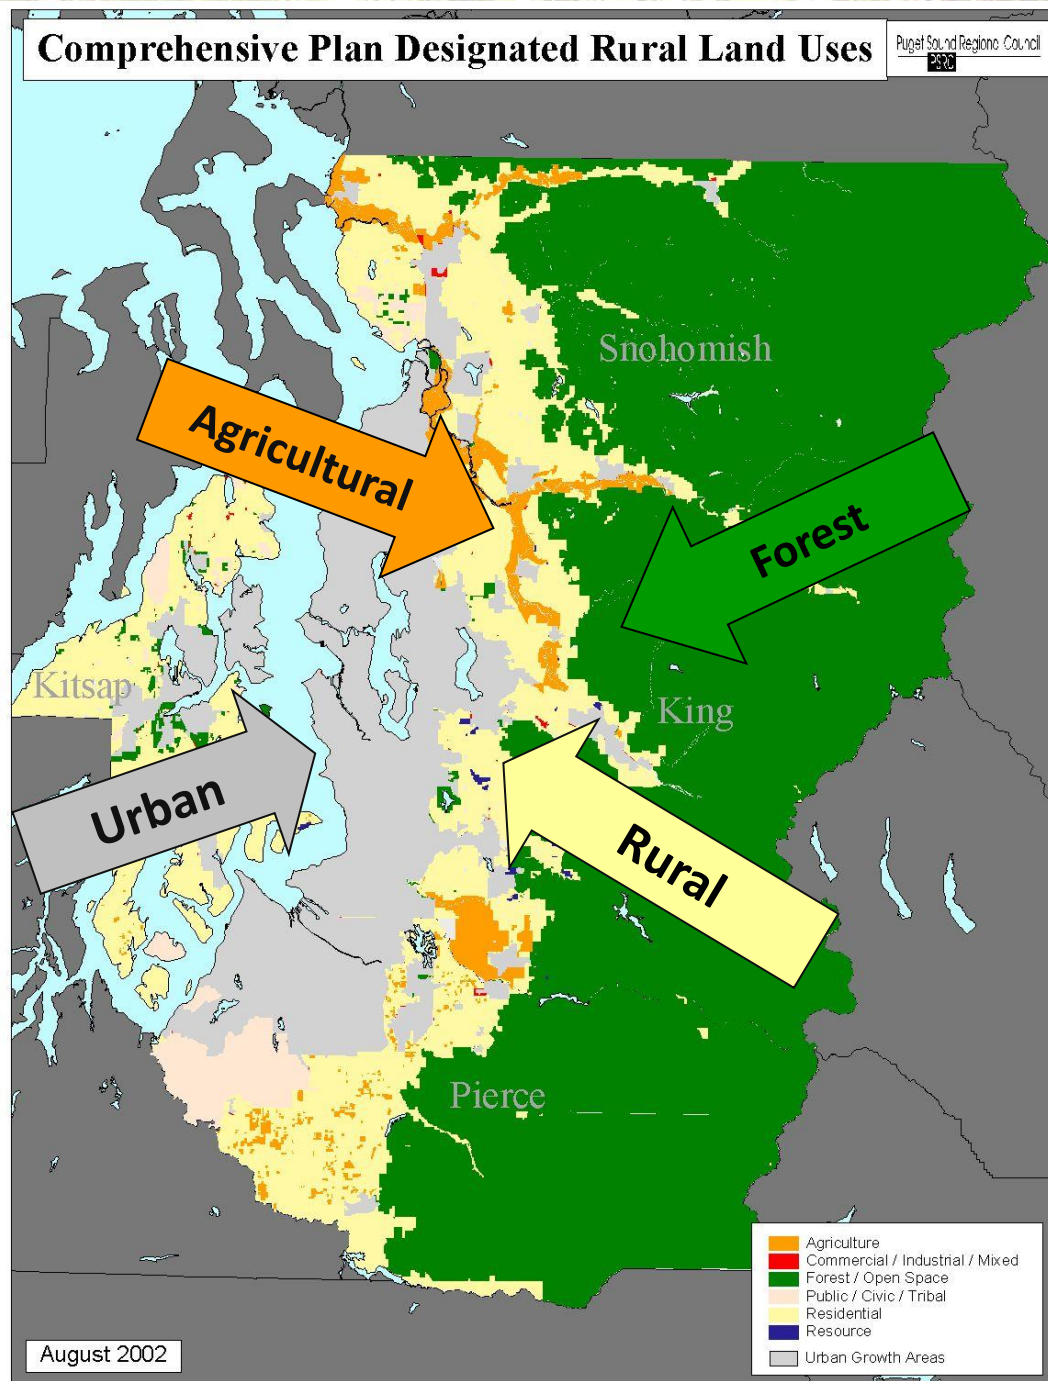 Comprehensive Plan Designated Rural Land Uses
Puget Sound Regional Council
PSRC
Snohomish
Agricultural
Forest
Kitsap
King
Urban
Rural
Pierce
Agriculture
Commercial / Industrial / Mixed
Forest / Open Space
Public / Civic / Tribal
Residential
Resource
Urban Growth Areas
August 2002